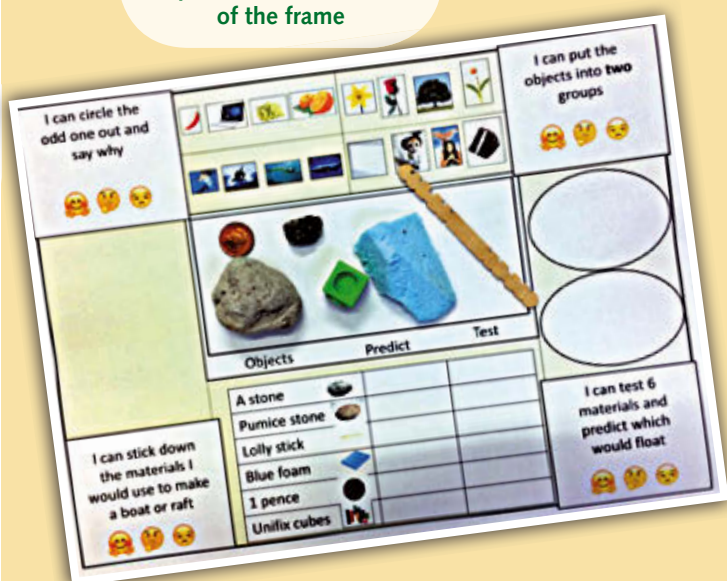 of the frame
I can circle the
odd one out and
say why
I can put the
objects into two
groups
Objects
Predict
Test
A stone
Pumice stone
Lolly stick
Blue foam
1 pence
Unifix cubes
I can stick down
the materials I
would use to make
a boat or raft
I can test 6
materials and
predict which
would float